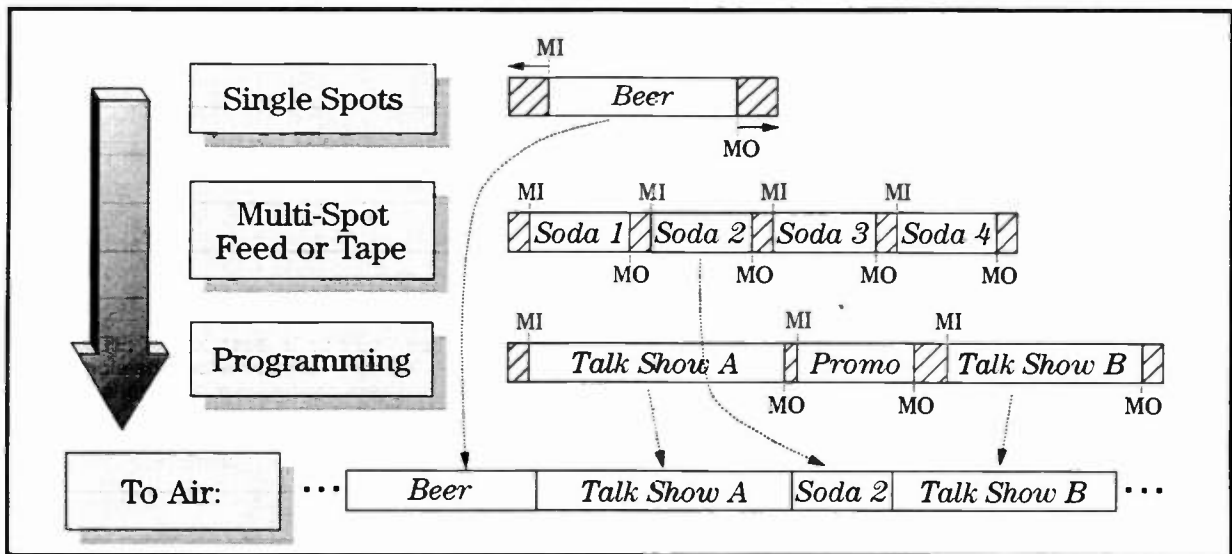 MI
Single Spots
Beer
MO
MI MI MI MI
Multi-Spot
Feed or Tape
Soda 1 Soda 2 Soda 3 Soda 4
MO MO MO MO
MI MI MI
Programming
Talk Show A Promo Talk Show B
MO MO MO
To Air:
... Beer Talk Show A Soda 2 Talk Show B ...